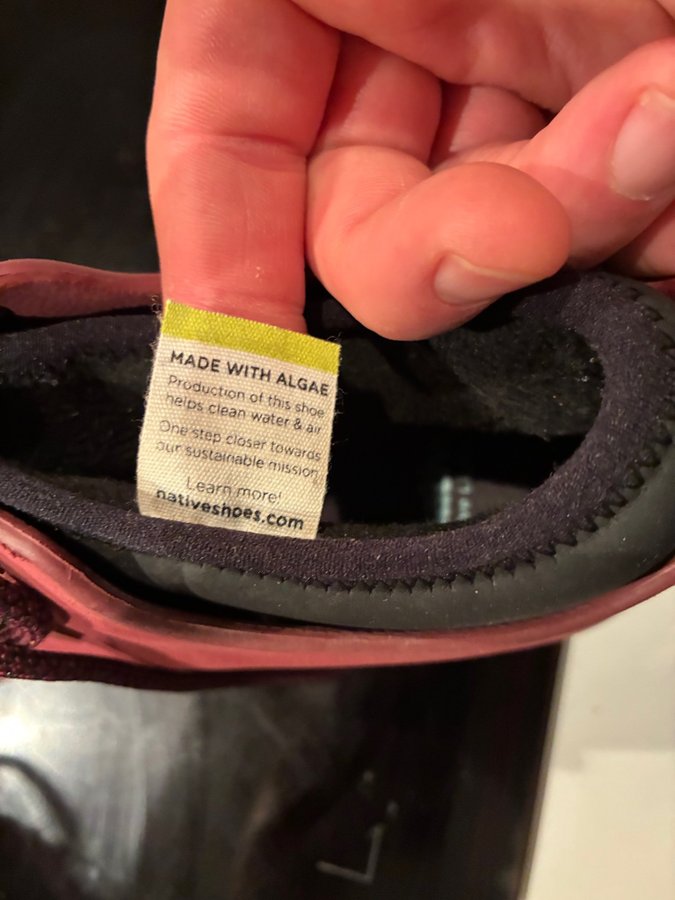 MADE WITH ALGAE
Production of this shoe
helps clean water & air
One step closer towards
our sustainable mission
Learn more!
nativeshoes.com